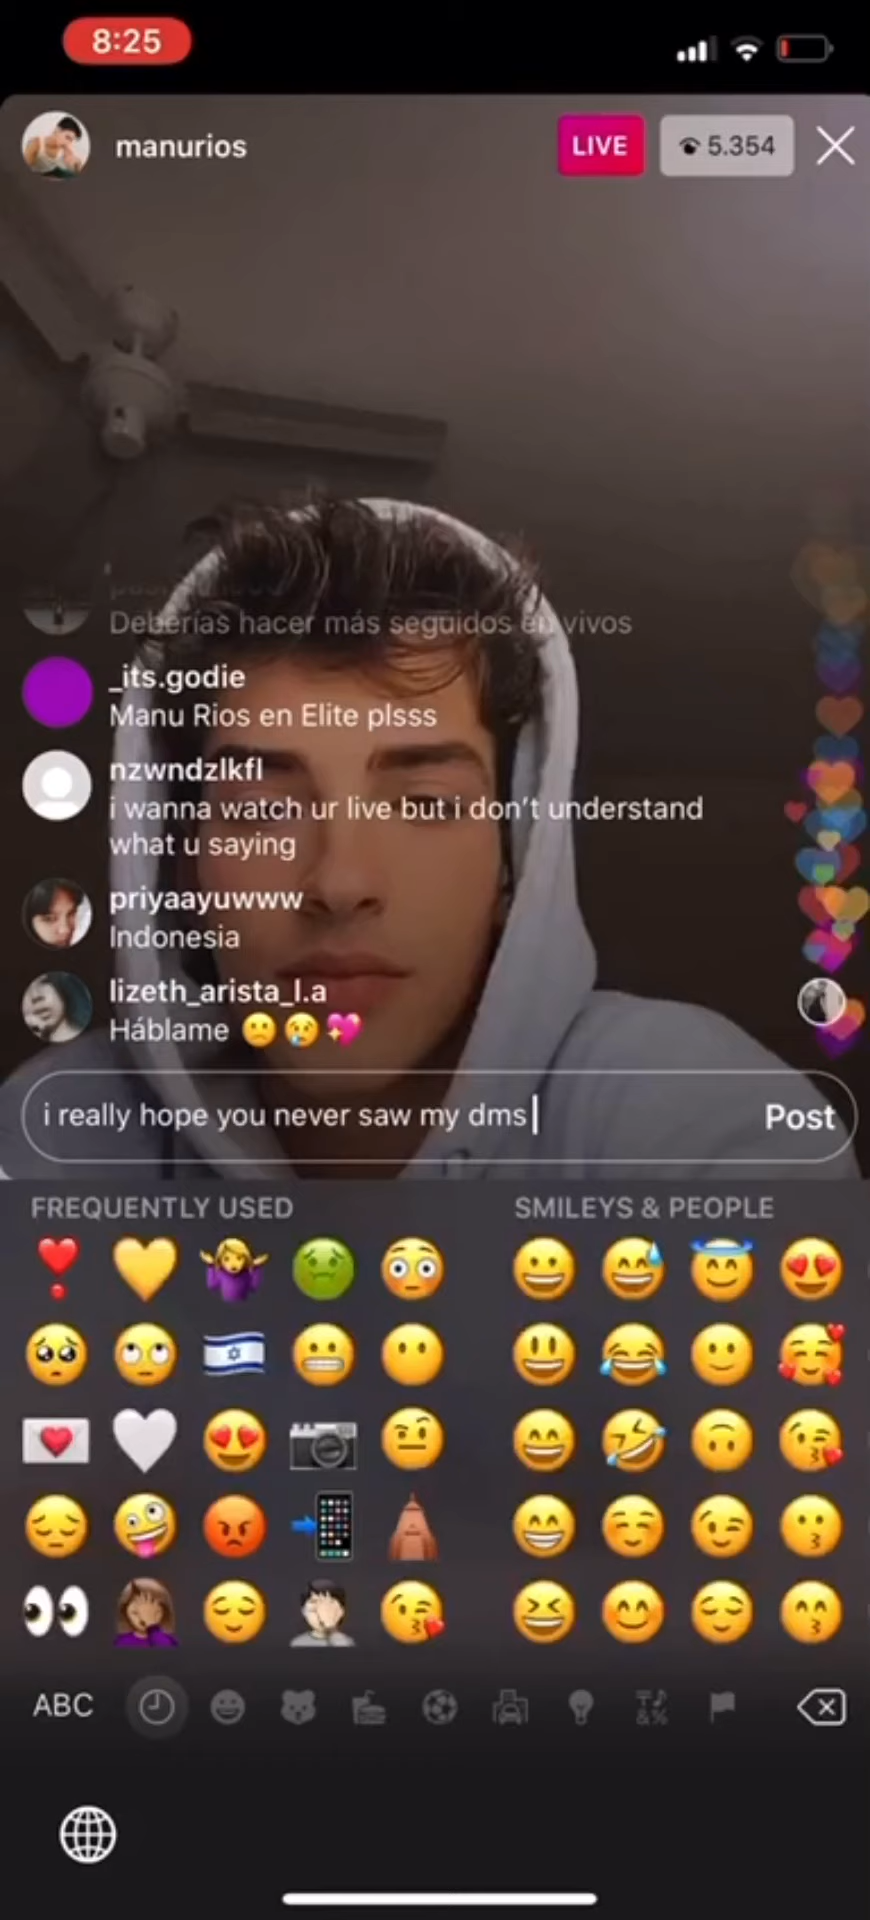 8:25
manurios
LIVE
5.354
Deberías hacer más seguidos en vivos
_its.godie
Manu Rios en Elite plsss
nzwndzlkfl
i wanna watch ur live but i don't understand
what u saying
priyaayuwww
Indonesia
lizeth_arista_l.a
Háblame 🙁😢💖
i really hope you never saw my dms
Post
FREQUENTLY USED
SMILEYS & PEOPLE
ABC